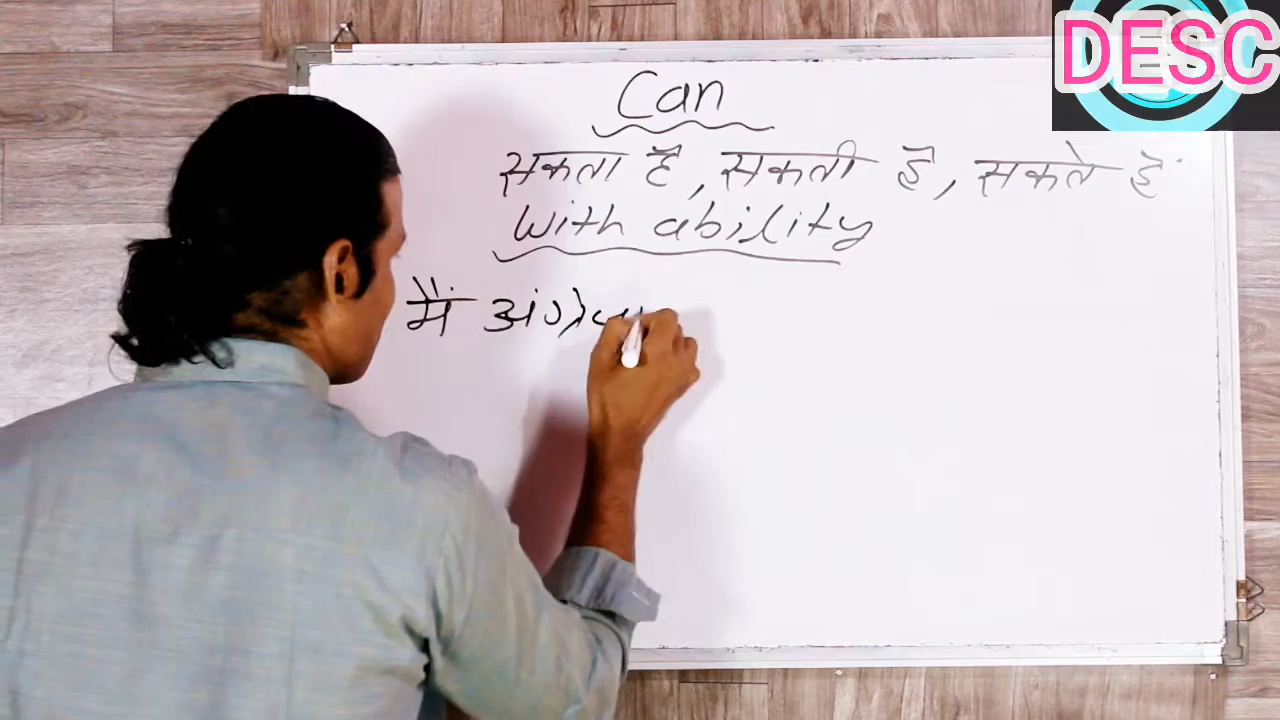 DESC
Can
सकता है, सकती है, सकते हैं
With ability
मैं